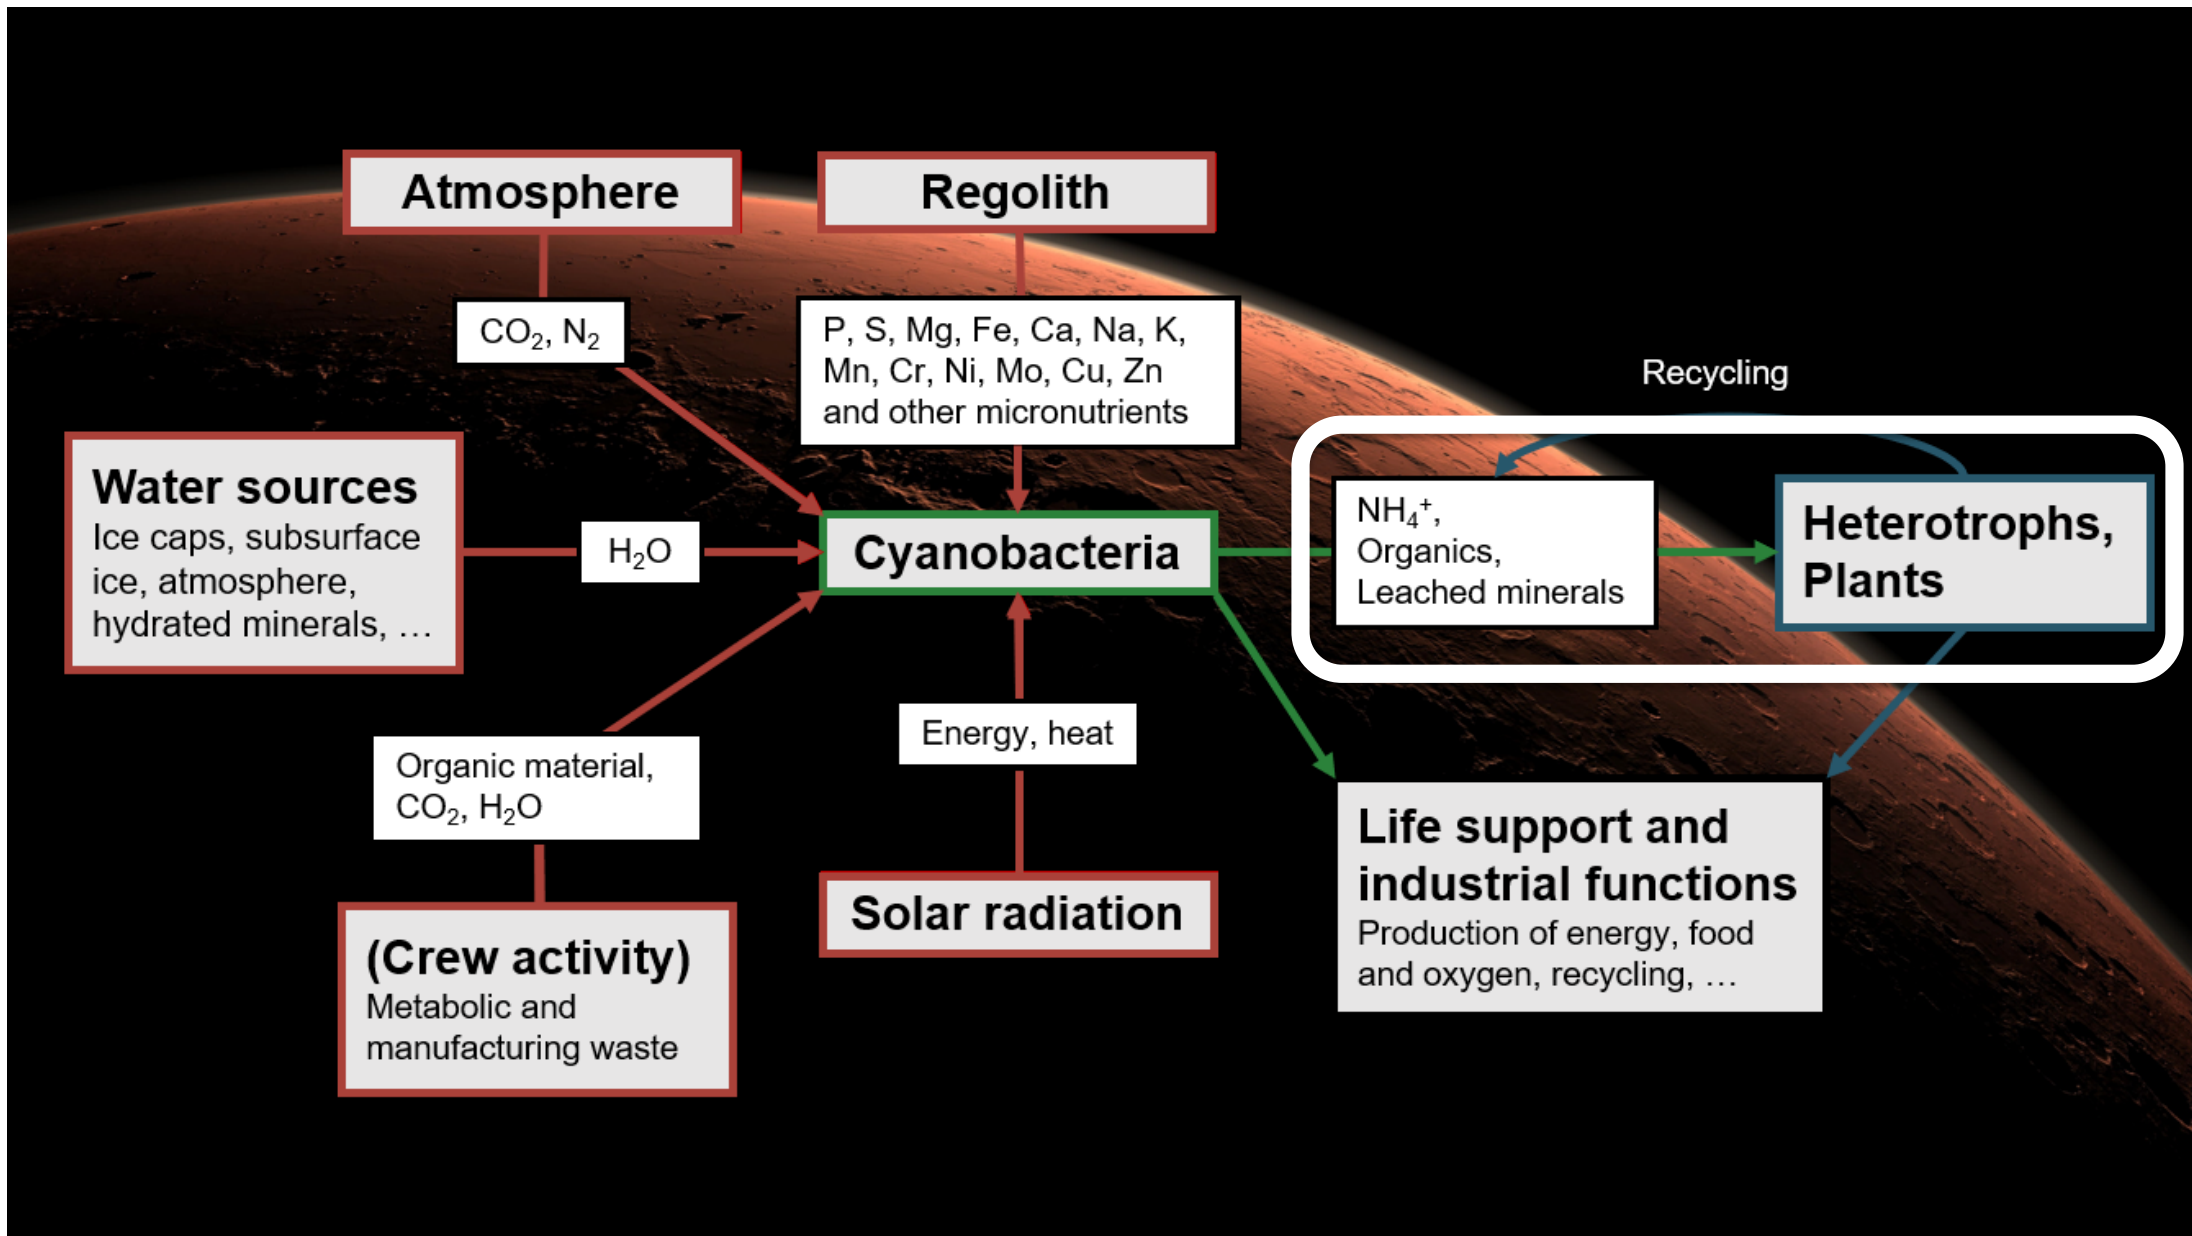 Atmosphere
Regolith
CO₂, N₂
P, S, Mg, Fe, Ca, Na, K,
Mn, Cr, Ni, Mo, Cu, Zn
and other micronutrients
Recycling
Water sources
Ice caps, subsurface
ice, atmosphere,
hydrated minerals, …
H₂O
Cyanobacteria
NH₄⁺,
Organics,
Leached minerals
Heterotrophs,
Plants
Organic material,
CO₂, H₂O
Energy, heat
(Crew activity)
Metabolic and
manufacturing waste
Solar radiation
Life support and
industrial functions
Production of energy, food
and oxygen, recycling, …